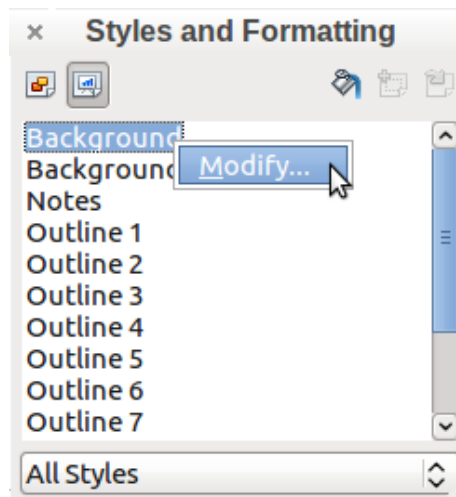 Styles and Formatting
Background
Background
Modify...
Notes
Outline 1
Outline 2
Outline 3
Outline 4
Outline 5
Outline 6
Outline 7
All Styles